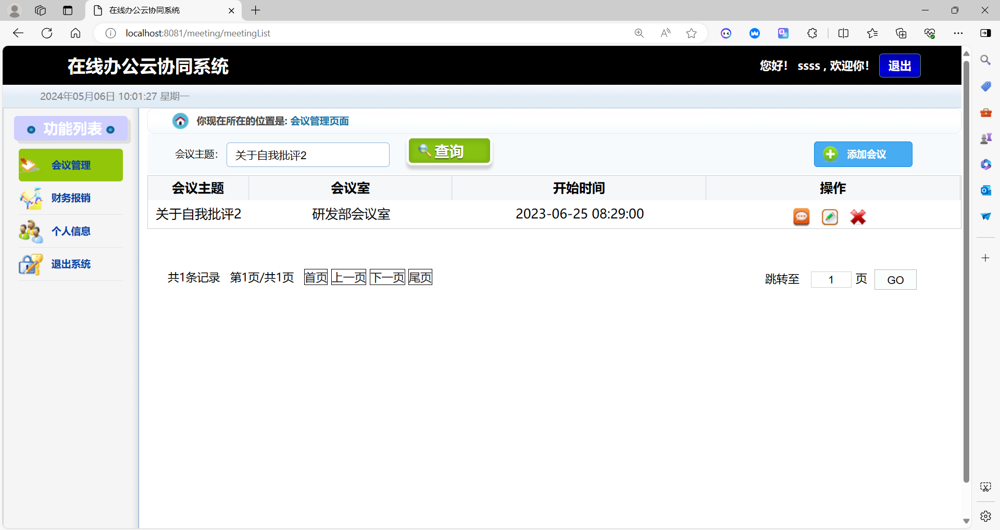 在线办公云协同系统
localhost:8081/meeting/meetingList
在线办公云协同系统
您好! ssss , 欢迎你! 退出
2024年05月06日 10:01:27 星期一
功能列表
会议管理
财务报销
个人信息
退出系统
你现在所在的位置是: 会议管理页面
会议主题: 关于自我批评2 查询 添加会议
会议主题 会议室 开始时间 操作
关于自我批评2 研发部会议室 2023-06-25 08:29:00
共1条记录 第1页/共1页 首页 上一页 下一页 尾页 跳转至 1 页 GO